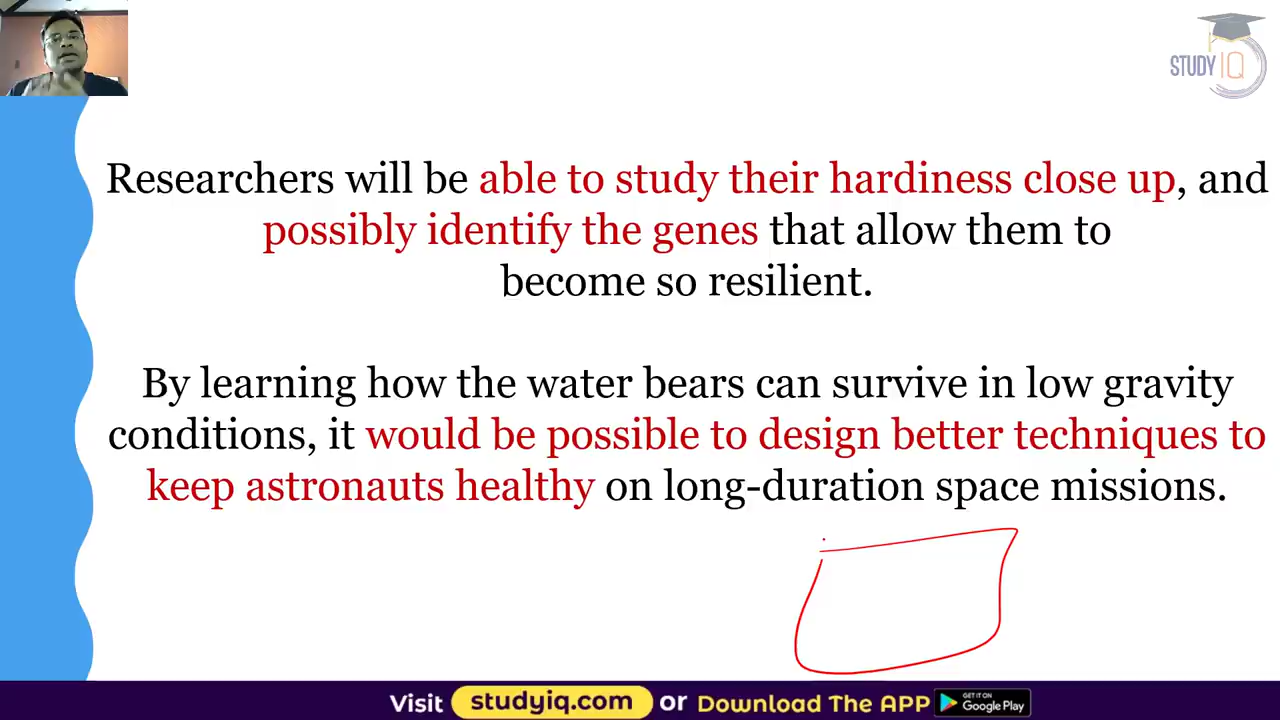 STUDY IQ
Researchers will be able to study their hardiness close up, and
possibly identify the genes that allow them to
become so resilient.
By learning how the water bears can survive in low gravity
conditions, it would be possible to design better techniques to
keep astronauts healthy on long-duration space missions.
Visit studyiq.com or Download The APP GET IT ON Google Play